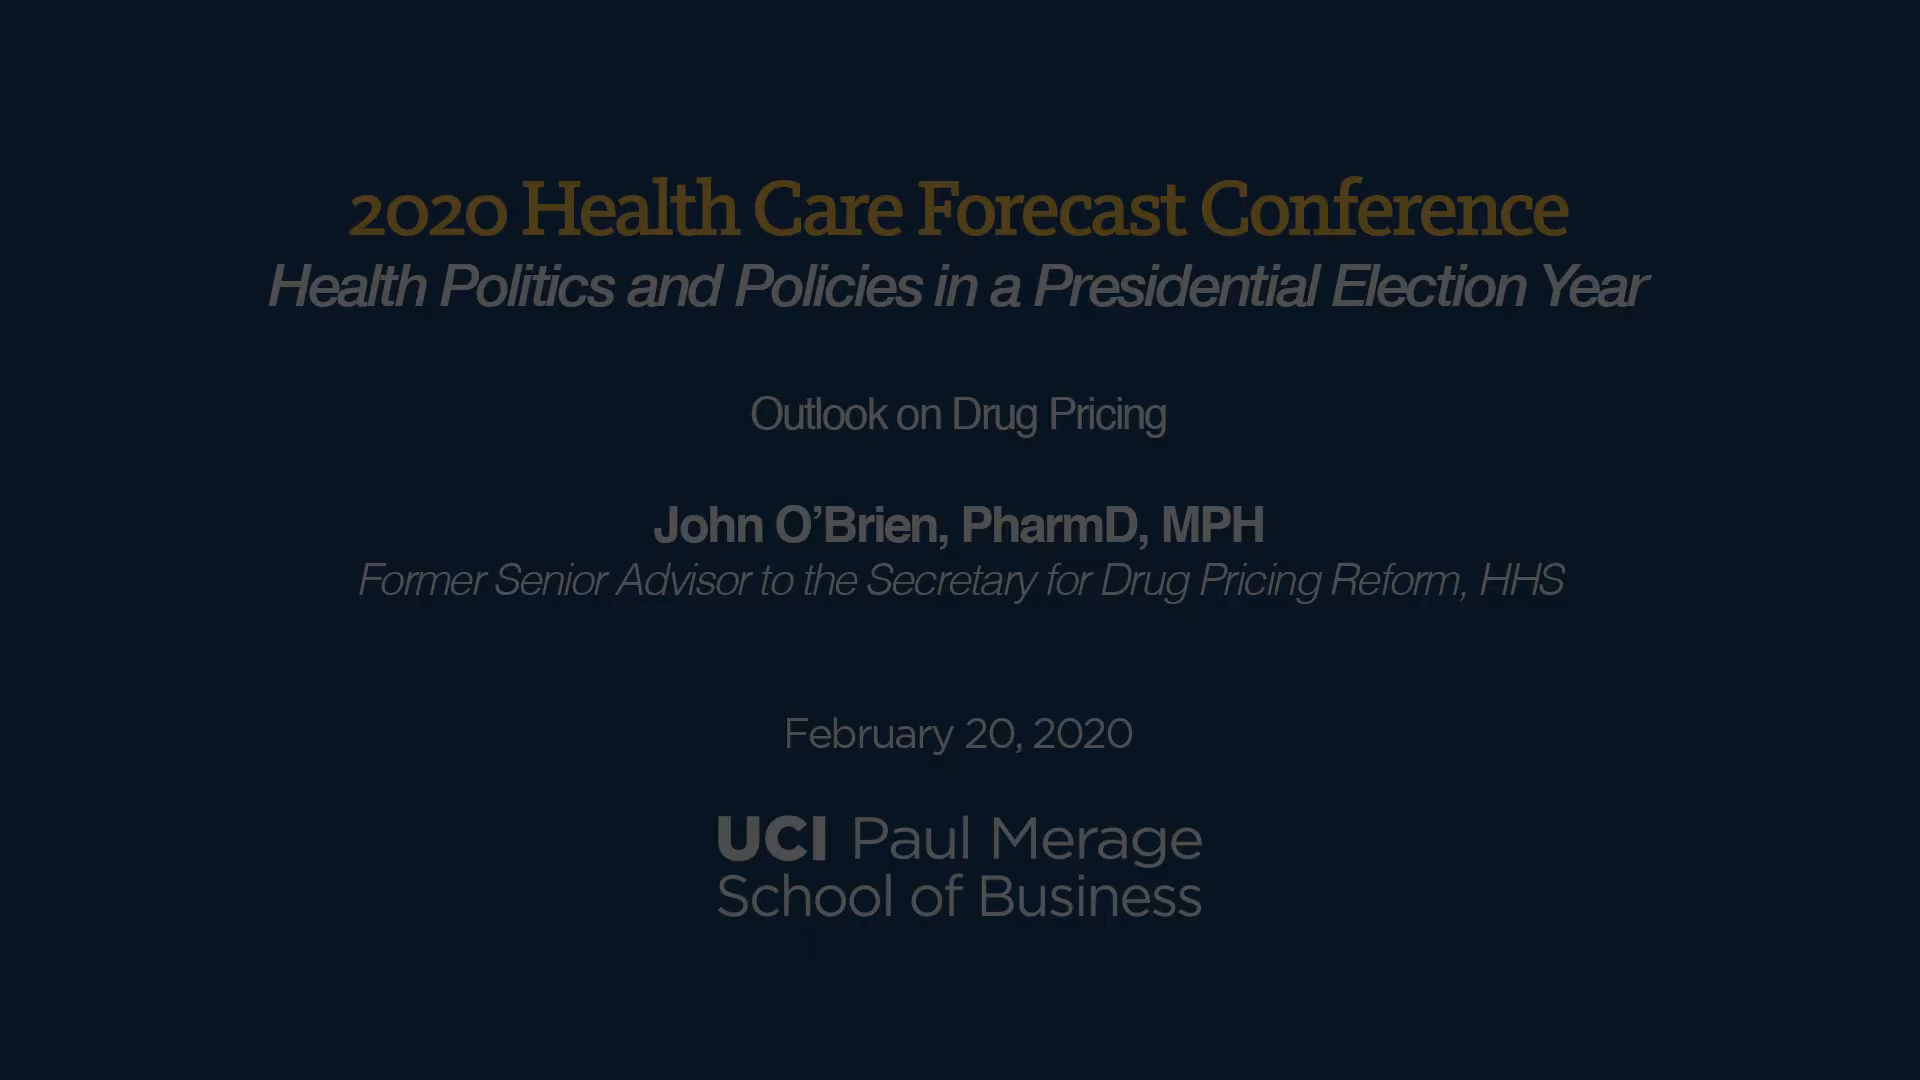 2020 Health Care Forecast Conference
Health Politics and Policies in a Presidential Election Year
Outlook on Drug Pricing
John O’Brien, PharmD, MPH
Former Senior Advisor to the Secretary for Drug Pricing Reform, HHS
February 20, 2020
UCI Paul Merage
School of Business